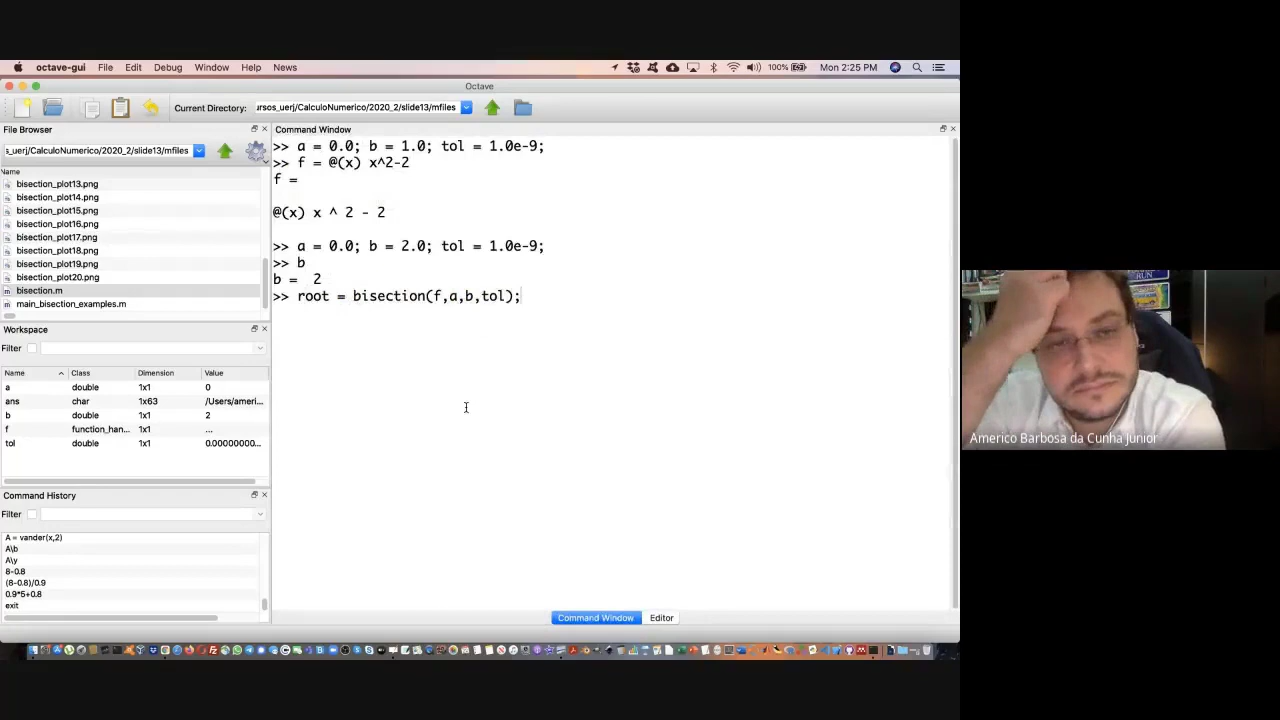 octave-gui File Edit Debug Window Help News 100% Mon 2:25 PM
Octave
Current Directory: ırsos_uerj/CalculoNumerico/2020_2/slide13/mfiles
File Browser
s_uerj/CalculoNumerico/2020_2/slide13/mfiles
Name
bisection_plot13.png
bisection_plot14.png
bisection_plot15.png
bisection_plot16.png
bisection_plot17.png
bisection_plot18.png
bisection_plot19.png
bisection_plot20.png
bisection.m
main_bisection_examples.m
Workspace
Filter
Name Class Dimension Value
a double 1x1 0
ans char 1x63 /Users/ameri...
b double 1x1 2
f function_han... 1x1 ...
tol double 1x1 0.00000000...
Command History
Filter
A = vander(x,2)
A\b
A\y
8-0.8
(8-0.8)/0.9
0.9*5+0.8
exit
Command Window
>> a = 0.0; b = 1.0; tol = 1.0e-9;
>> f = @(x) x^2-2
f =
@(x) x ^ 2 - 2
>> a = 0.0; b = 2.0; tol = 1.0e-9;
>> b
b =  2
>> root = bisection(f,a,b,tol);
Command Window Editor
RUN
Americo Barbosa da Cunha Junior